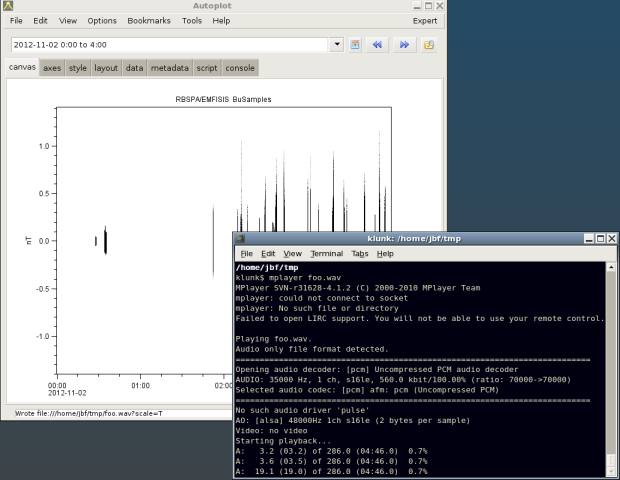 Autoplot
File Edit View Options Bookmarks Tools Help Expert
2012-11-02 0:00 to 4:00
canvas axes style layout data metadata script console
RBSPA/EMFISIS BuSamples
1.0
0.5
nT
0.0
-0.5
-1.0
00:00 01:00 02:00
2012-11-02
Wrote file:///home/jbf/tmp/foo.wav?scale=T
klunk: /home/jbf/tmp
File Edit View Terminal Tabs Help
/home/jbf/tmp
klunk$ mplayer foo.wav
MPlayer SVN-r31628-4.1.2 (C) 2000-2010 MPlayer Team
mplayer: could not connect to socket
mplayer: No such file or directory
Failed to open LIRC support. You will not be able to use your remote control.
Playing foo.wav.
Audio only file format detected.
==========================================================================
Opening audio decoder: [pcm] Uncompressed PCM audio decoder
AUDIO: 35000 Hz, 1 ch, s16le, 560.0 kbit/100.00% (ratio: 70000->70000)
Selected audio codec: [pcm] afm: pcm (Uncompressed PCM)
==========================================================================
No such audio driver 'pulse'
AO: [alsa] 48000Hz 1ch s16le (2 bytes per sample)
Video: no video
Starting playback...
A: 3.2 (03.2) of 286.0 (04:46.0) 0.7%
A: 3.6 (03.5) of 286.0 (04:46.0) 0.7%
A: 19.1 (19.0) of 286.0 (04:46.0) 0.7%